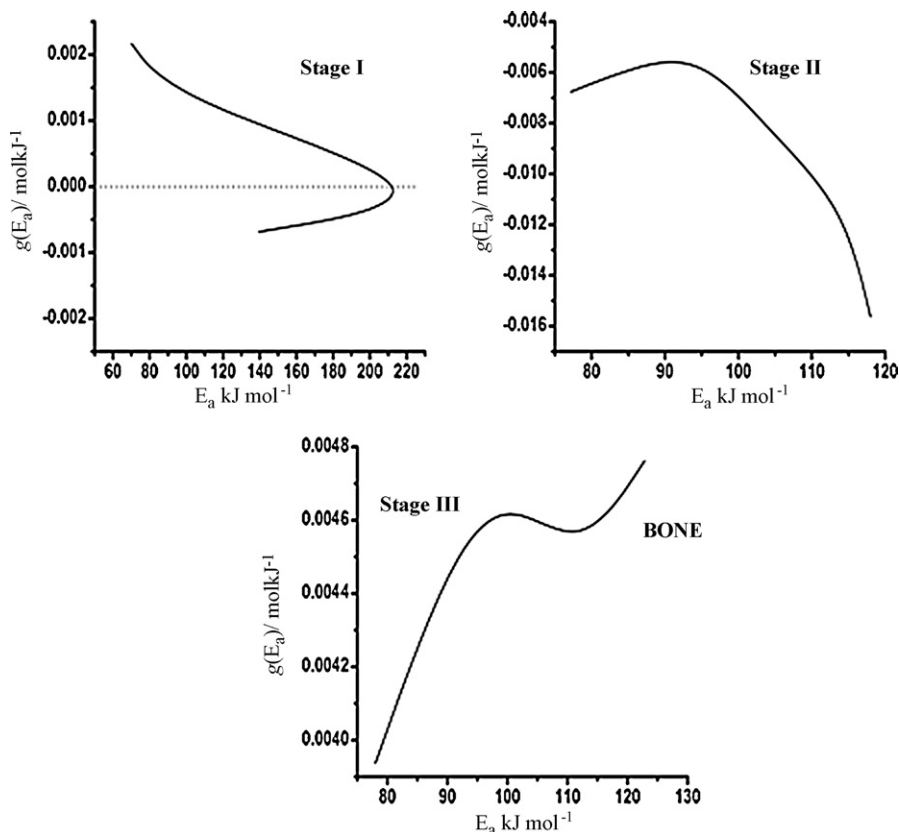 Stage I
0.002
0.001
0.000
-0.001
-0.002
g(Ea)/ molkJ-1
60 80 100 120 140 160 180 200 220
Ea kJ mol-1
Stage II
-0.004
-0.006
-0.008
-0.010
-0.012
-0.014
-0.016
g(Ea)/ molkJ-1
80 90 100 110 120
Ea kJ mol-1
Stage III
BONE
0.0048
0.0046
0.0044
0.0042
0.0040
g(Ea)/ molkJ-1
80 90 100 110 120 130
Ea kJ mol-1